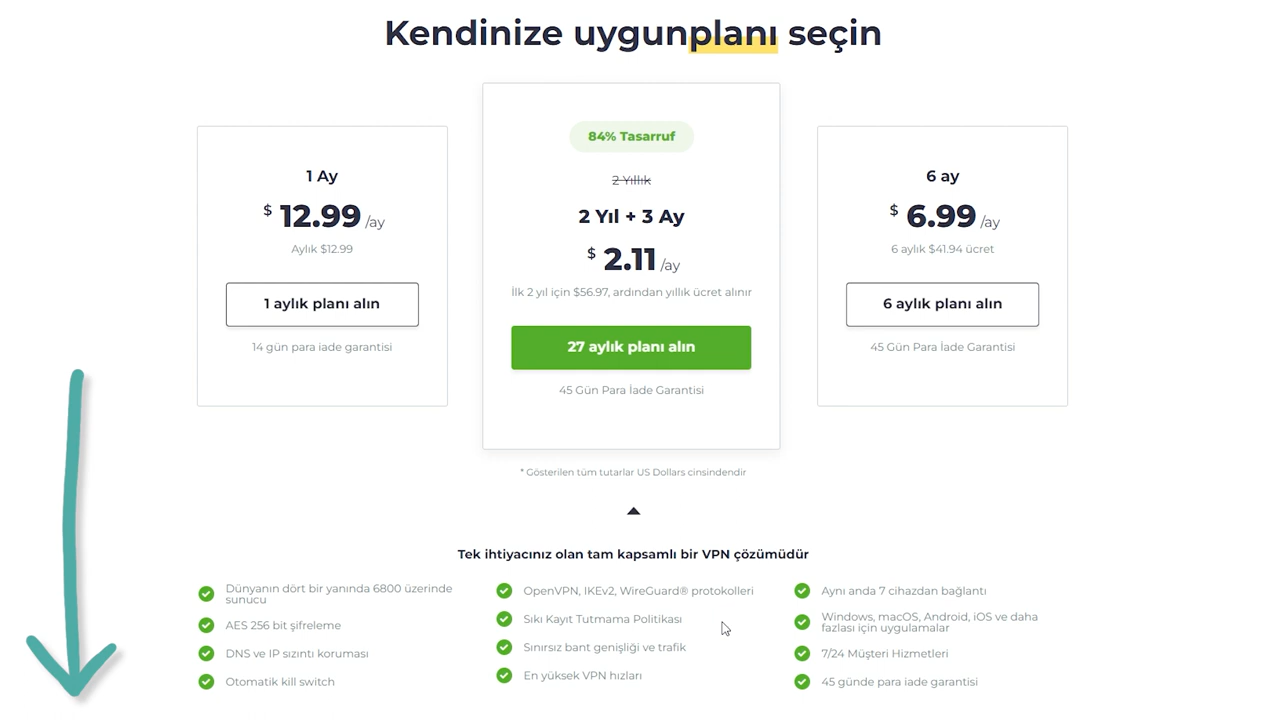 Kendinize uygunplanı seçin
1 Ay
$ 12.99 /ay
Aylık $12.99
1 aylık planı alın
14 gün para iade garantisi
84% Tasarruf
2 Yıllık
2 Yıl + 3 Ay
$ 2.11 /ay
İlk 2 yıl için $56.97, ardından yıllık ücret alınır
27 aylık planı alın
45 Gün Para İade Garantisi
6 ay
$ 6.99 /ay
6 aylık $41.94 ücret
6 aylık planı alın
45 Gün Para İade Garantisi
* Gösterilen tüm tutarlar US Dollars cinsindendir
Tek ihtiyacınız olan tam kapsamlı bir VPN çözümüdür
Dünyanın dört bir yanında 6800 üzerinde
sunucu
AES 256 bit şifreleme
DNS ve IP sızıntı koruması
Otomatik kill switch
OpenVPN, IKEv2, WireGuard® protokolleri
Sıkı Kayıt Tutmama Politikası
Sınırsız bant genişliği ve trafik
En yüksek VPN hızları
Aynı anda 7 cihazdan bağlantı
Windows, macOS, Android, iOS ve daha
fazlası için uygulamalar
7/24 Müşteri Hizmetleri
45 günde para iade garantisi